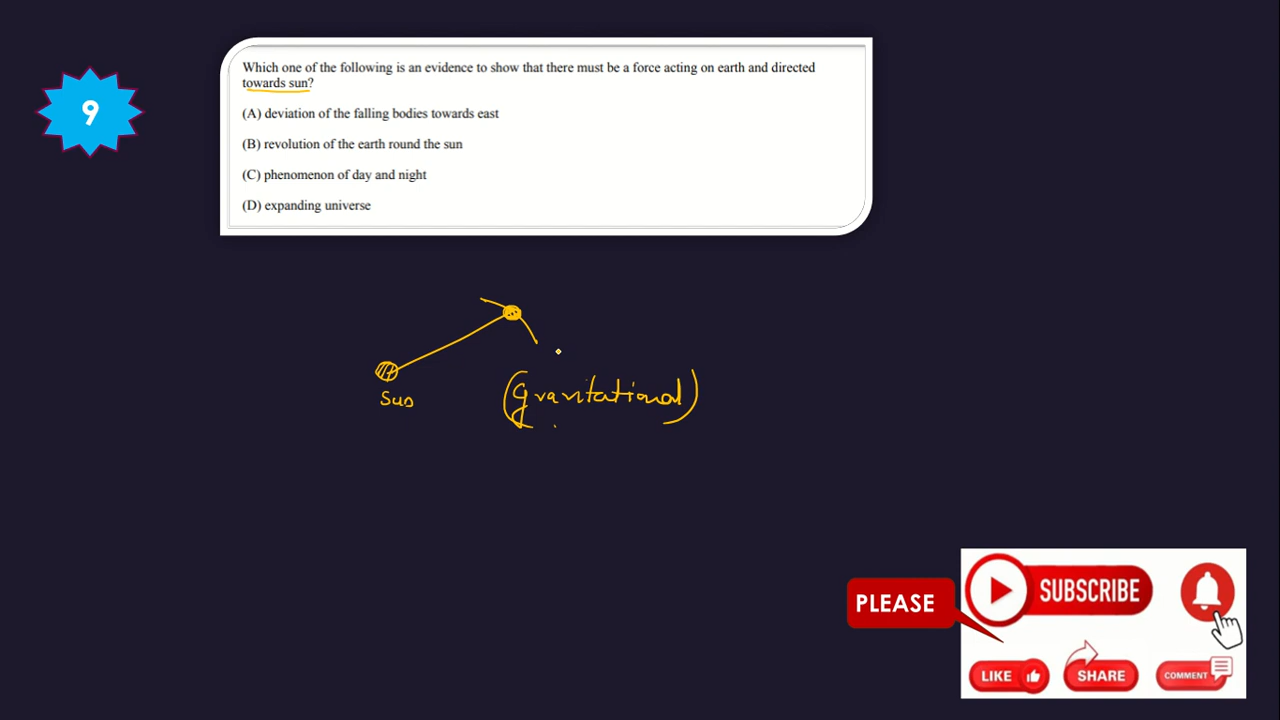 9
Which one of the following is an evidence to show that there must be a force acting on earth and directed
towards sun?
(A) deviation of the falling bodies towards east
(B) revolution of the earth round the sun
(C) phenomenon of day and night
(D) expanding universe
Sun
(gravitational)
PLEASE
SUBSCRIBE
LIKE
SHARE
COMMENT